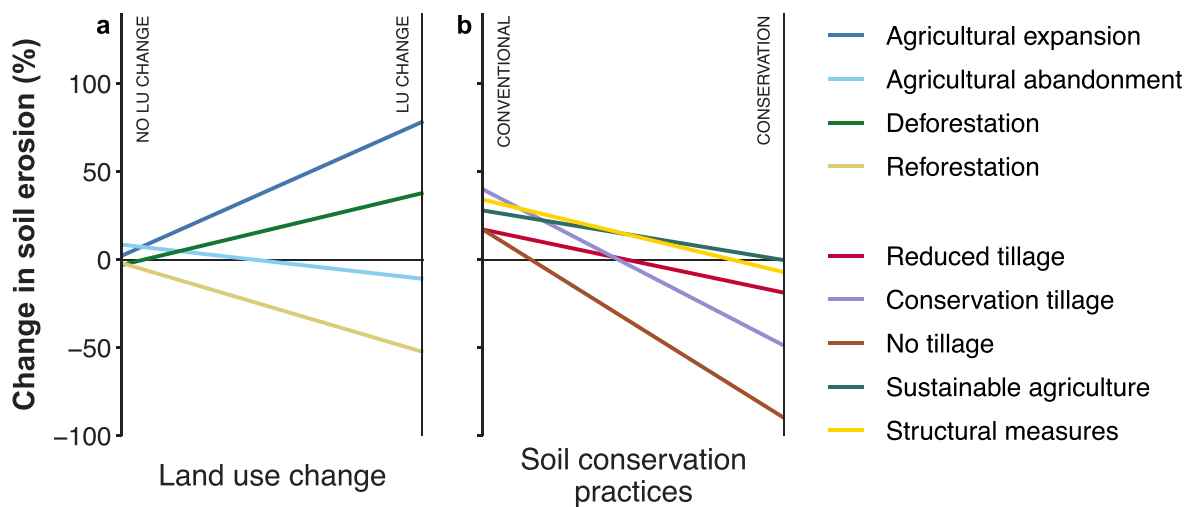 a
b
Change in soil erosion (%)
100
50
0
−50
−100
NO LU CHANGE
LU CHANGE
CONVENTIONAL
CONSERVATION
Land use change
Soil conservation
practices
Agricultural expansion
Agricultural abandonment
Deforestation
Reforestation
Reduced tillage
Conservation tillage
No tillage
Sustainable agriculture
Structural measures